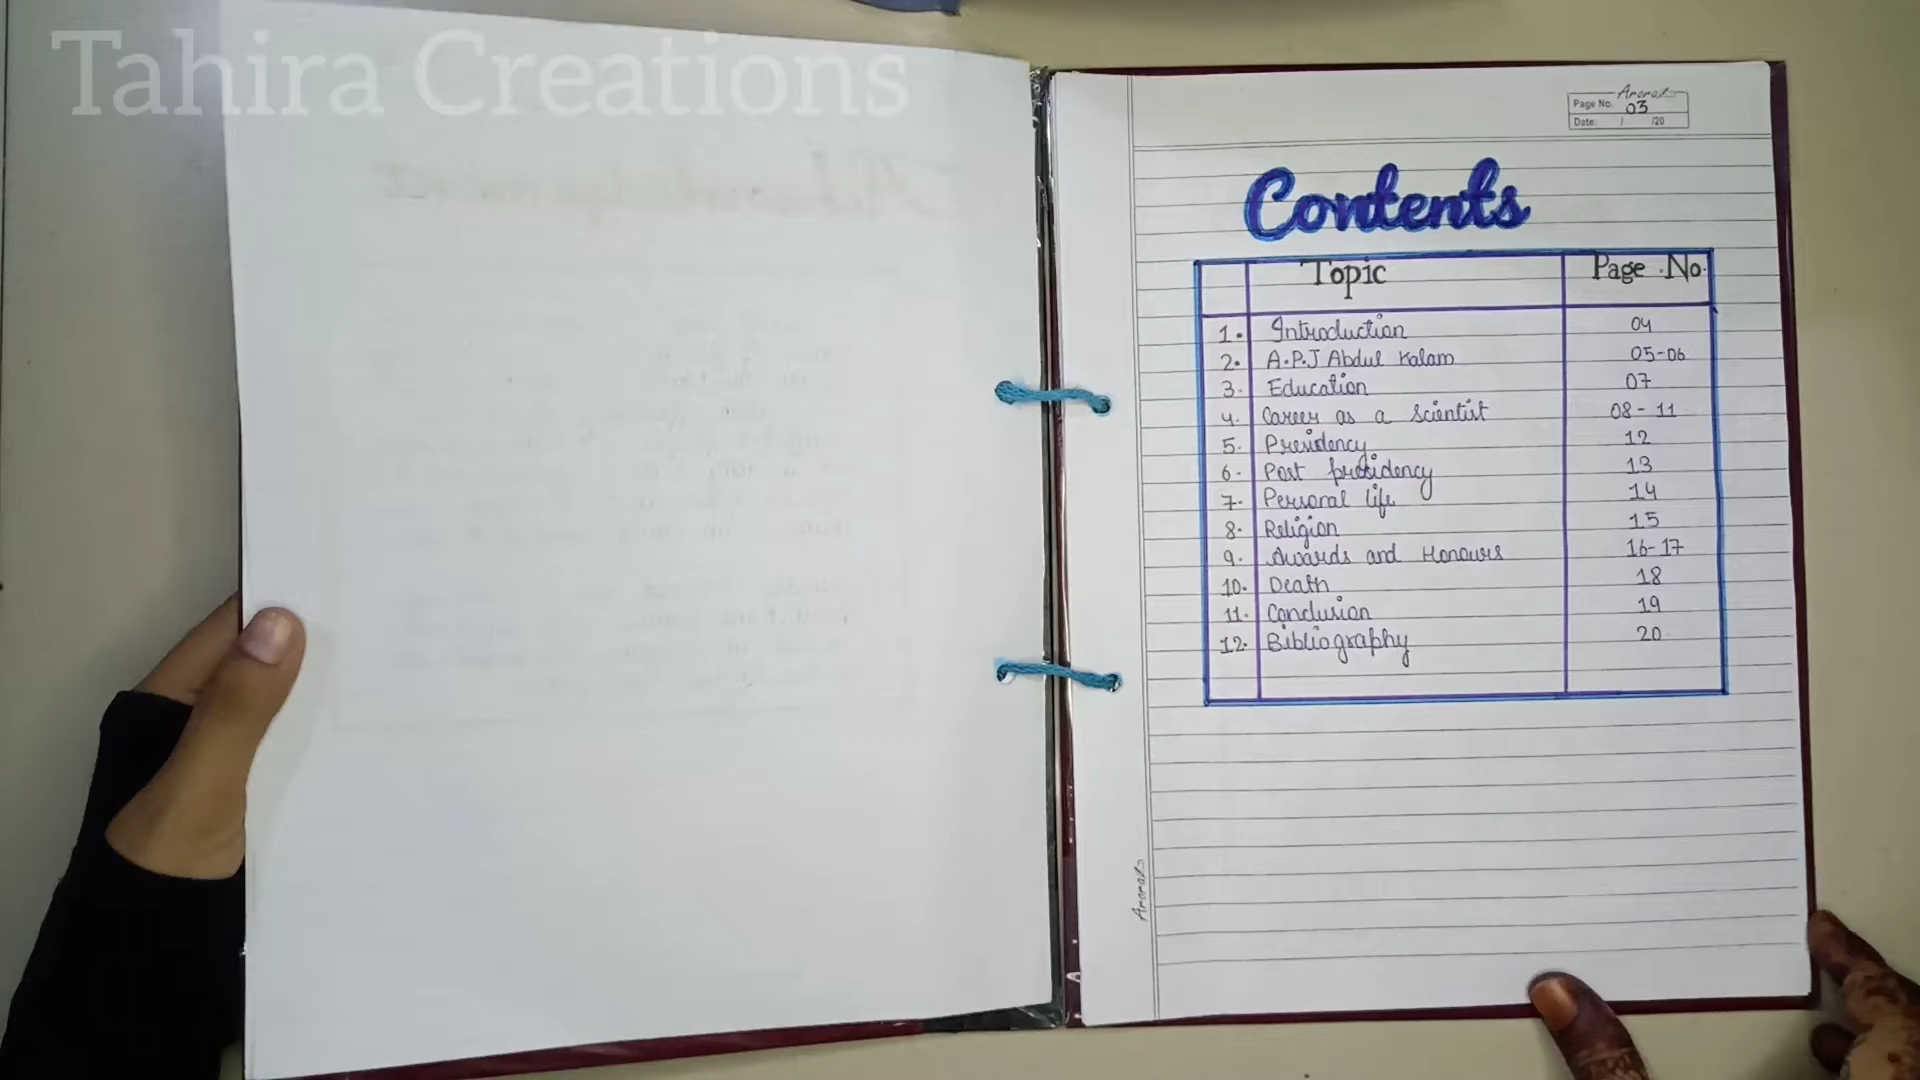 Tahira Creations
Anorak
Page No. 03
Date: / /20
Contents
Topic Page No.
1. Introduction 04
2. A.P.J Abdul Kalam 05-06
3. Education 07
4. Career as a scientist 08-11
5. Presidency 12
6. Post presidency 13
7. Personal life 14
8. Religion 15
9. Awards and Honours 16-17
10. Death 18
11. Conclusion 19
12. Bibliography 20